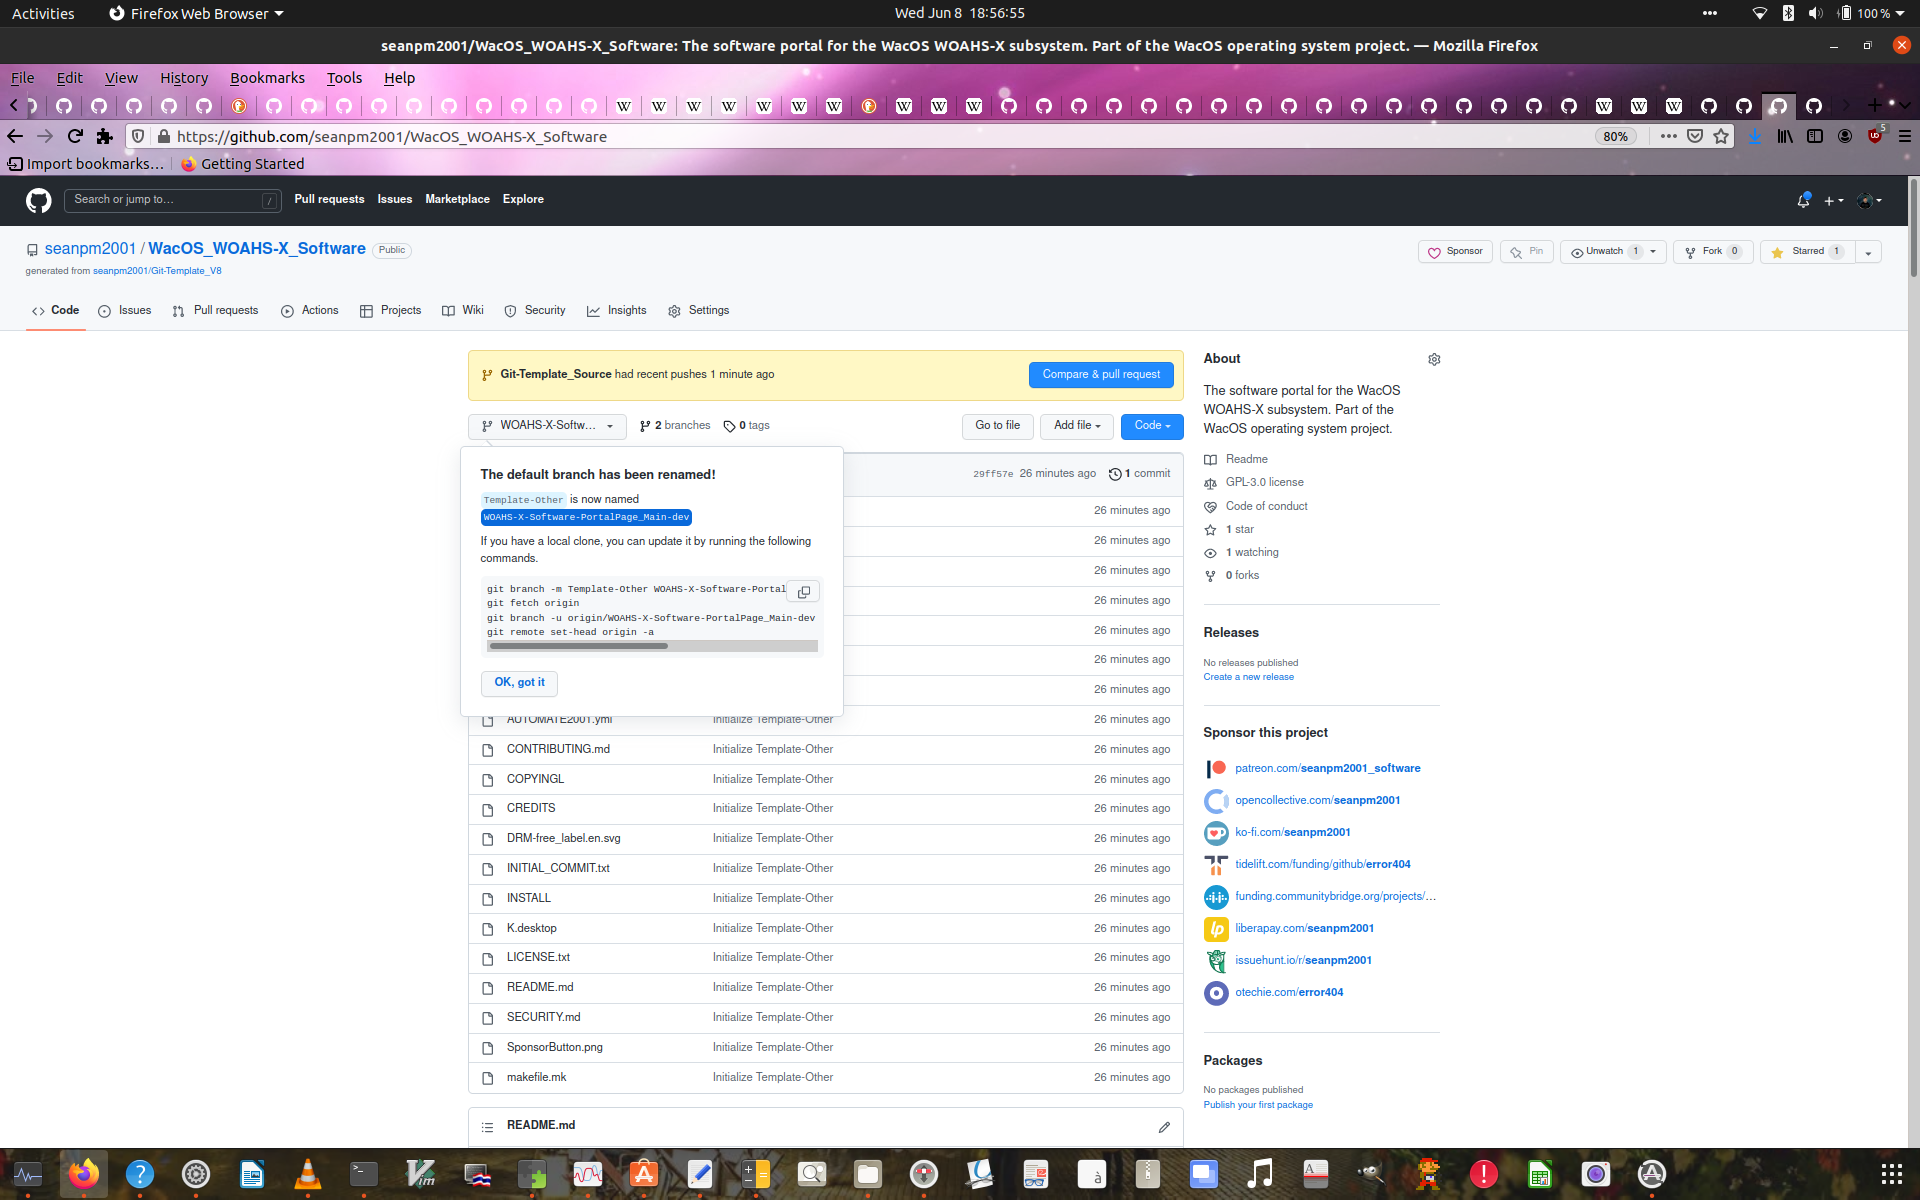 Activities
Firefox Web Browser
Wed Jun 8 18:56:55
100 %
seanpm2001/WacOS_WOAHS-X_Software: The software portal for the WacOS WOAHS-X subsystem. Part of the WacOS operating system project. — Mozilla Firefox
File Edit View History Bookmarks Tools Help
https://github.com/seanpm2001/WacOS_WOAHS-X_Software
80%
5
Import bookmarks…
Getting Started
Search or jump to…
/
Pull requests Issues Marketplace Explore
seanpm2001 / WacOS_WOAHS-X_Software
Public
Sponsor
Pin
Unwatch 1
Fork 0
Starred 1
generated from seanpm2001/Git-Template_V8
Code
Issues
Pull requests
Actions
Projects
Wiki
Security
Insights
Settings
Git-Template_Source had recent pushes 1 minute ago
Compare & pull request
WOAHS-X-Softw…
2 branches
0 tags
Go to file
Add file
Code
The default branch has been renamed!
Template-Other is now named
WOAHS-X-Software-PortalPage_Main-dev
If you have a local clone, you can update it by running the following
commands.
git branch -m Template-Other WOAHS-X-Software-Portal
git fetch origin
git branch -u origin/WOAHS-X-Software-PortalPage_Main-dev
git remote set-head origin -a
OK, got it
29ff57e 26 minutes ago
1 commit
26 minutes ago
26 minutes ago
26 minutes ago
26 minutes ago
26 minutes ago
26 minutes ago
26 minutes ago
AUTOMATE2001.yml Initialize Template-Other 26 minutes ago
CONTRIBUTING.md Initialize Template-Other 26 minutes ago
COPYINGL Initialize Template-Other 26 minutes ago
CREDITS Initialize Template-Other 26 minutes ago
DRM-free_label.en.svg Initialize Template-Other 26 minutes ago
INITIAL_COMMIT.txt Initialize Template-Other 26 minutes ago
INSTALL Initialize Template-Other 26 minutes ago
K.desktop Initialize Template-Other 26 minutes ago
LICENSE.txt Initialize Template-Other 26 minutes ago
README.md Initialize Template-Other 26 minutes ago
SECURITY.md Initialize Template-Other 26 minutes ago
SponsorButton.png Initialize Template-Other 26 minutes ago
makefile.mk Initialize Template-Other 26 minutes ago
README.md
About
The software portal for the WacOS
WOAHS-X subsystem. Part of the
WacOS operating system project.
Readme
GPL-3.0 license
Code of conduct
1 star
1 watching
0 forks
Releases
No releases published
Create a new release
Sponsor this project
patreon.com/seanpm2001_software
opencollective.com/seanpm2001
ko-fi.com/seanpm2001
tidelift.com/funding/github/error404
funding.communitybridge.org/projects/…
liberapay.com/seanpm2001
issuehunt.io/r/seanpm2001
otechie.com/error404
Packages
No packages published
Publish your first package